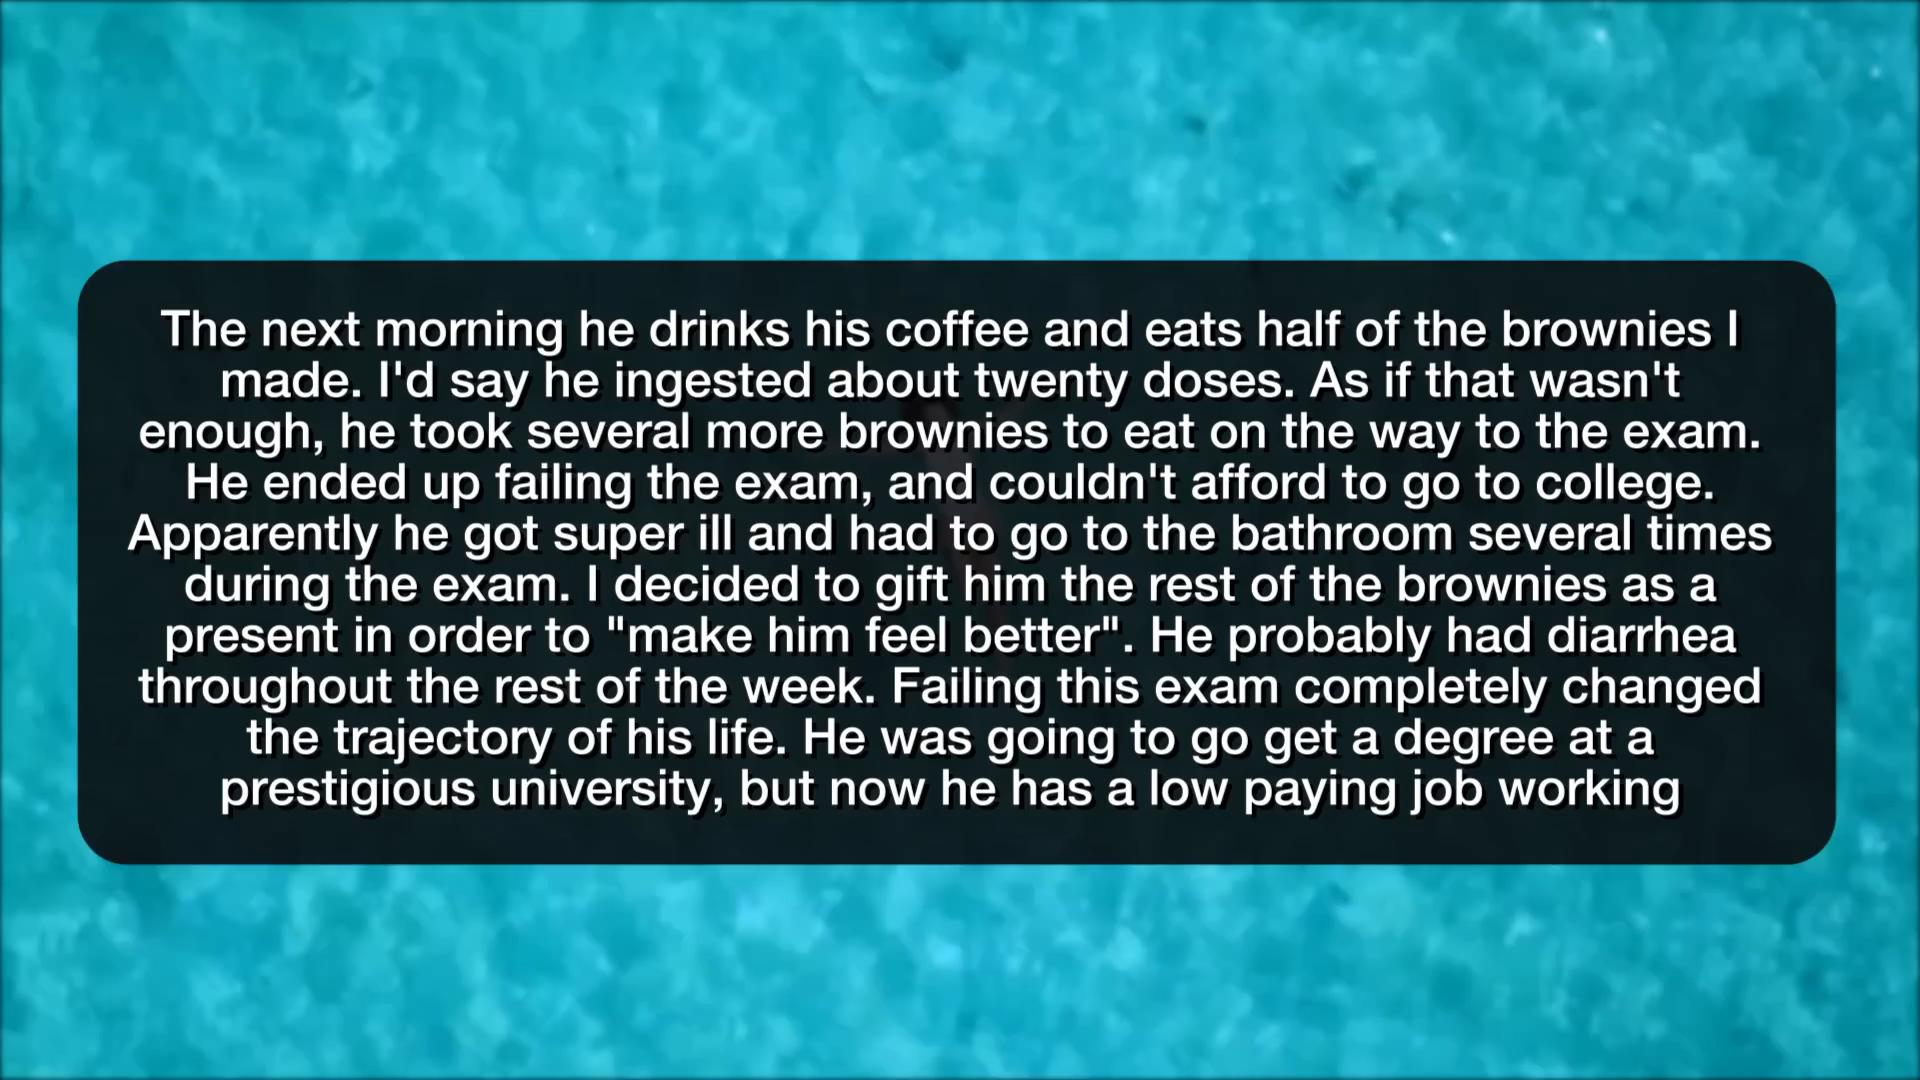 The next morning he drinks his coffee and eats half of the brownies I
made. I'd say he ingested about twenty doses. As if that wasn't
enough, he took several more brownies to eat on the way to the exam.
He ended up failing the exam, and couldn't afford to go to college.
Apparently he got super ill and had to go to the bathroom several times
during the exam. I decided to gift him the rest of the brownies as a
present in order to "make him feel better". He probably had diarrhea
throughout the rest of the week. Failing this exam completely changed
the trajectory of his life. He was going to go get a degree at a
prestigious university, but now he has a low paying job working